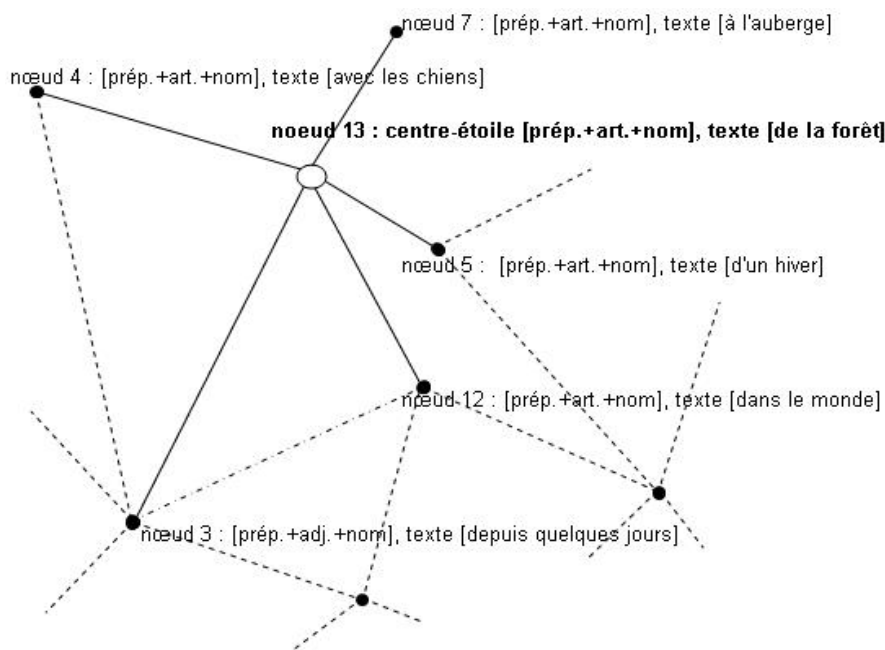 nœud 7 : [prép.+art.+nom], texte [à l'auberge]
nœud 4 : [prép.+art.+nom], texte [avec les chiens]
noeud 13 : centre-étoile [prép.+art.+nom], texte [de la forêt]
nœud 5 : [prép.+art.+nom], texte [d'un hiver]
nœud 12 : [prép.+art.+nom], texte [dans le monde]
nœud 3 : [prép.+adj.+nom], texte [depuis quelques jours]